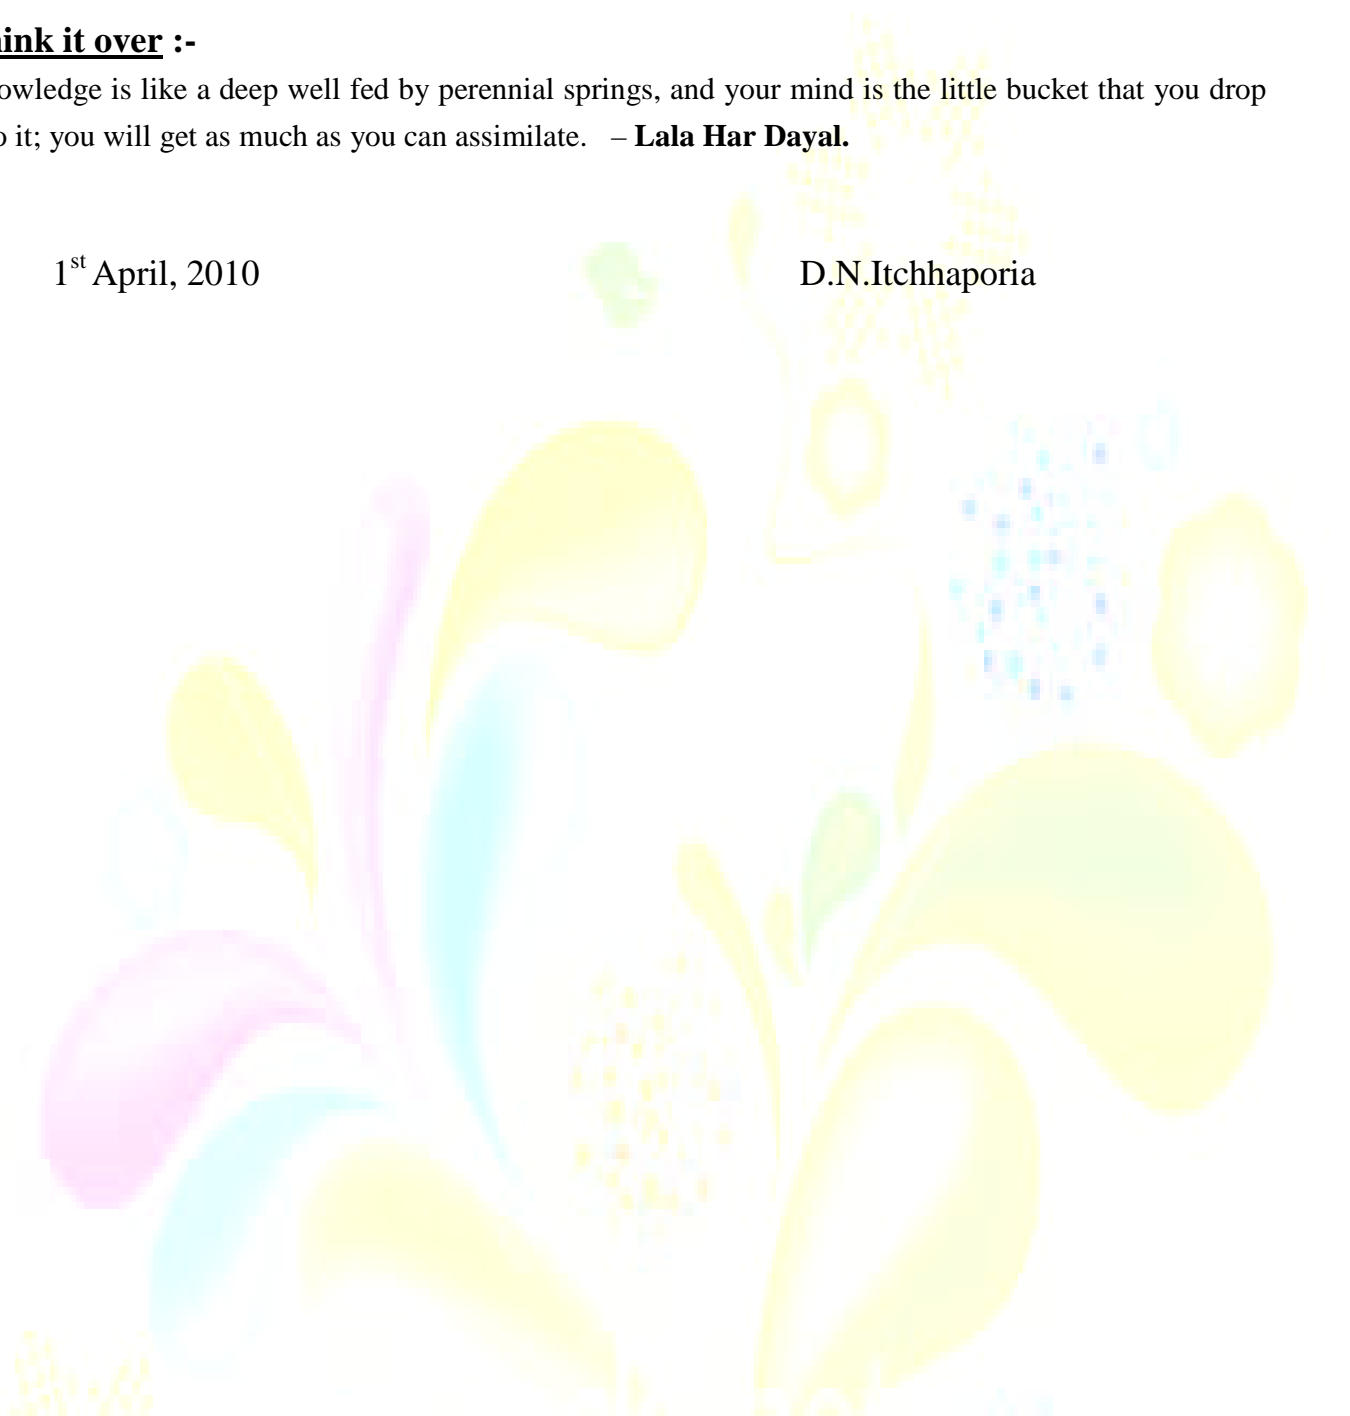 ink it over :-
owledge is like a deep well fed by perennial springs, and your mind is the little bucket that you drop
o it; you will get as much as you can assimilate. – Lala Har Dayal.
1st April, 2010 D.N.Itchhaporia